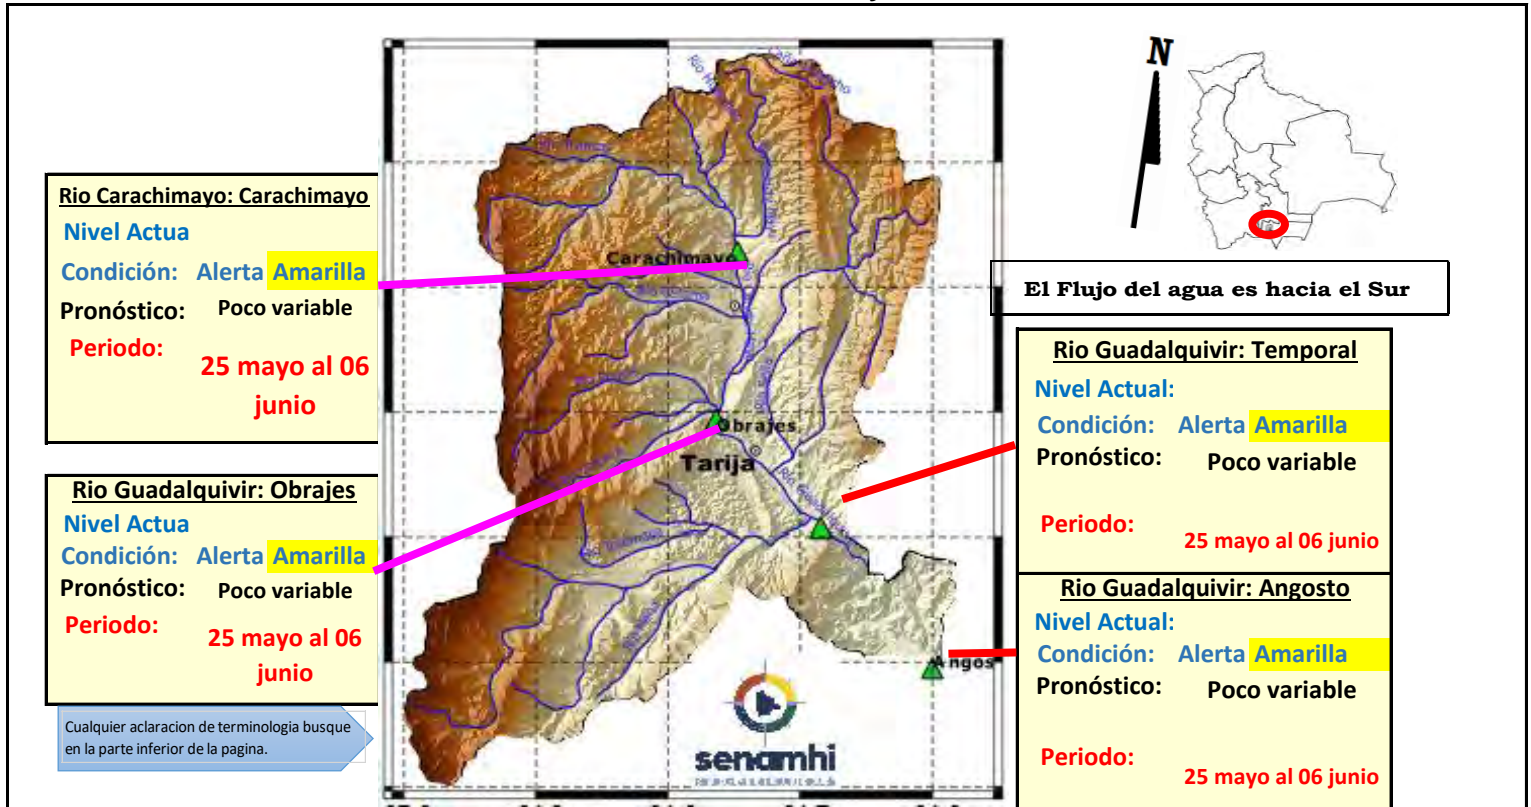 N
El Flujo del agua es hacia el Sur
Rio Carachimayo: Carachimayo
Nivel Actua
Condición: Alerta Amarilla
Pronóstico: Poco variable
Periodo: 25 mayo al 06
junio
Rio Guadalquivir: Obrajes
Nivel Actua
Condición: Alerta Amarilla
Pronóstico: Poco variable
Periodo: 25 mayo al 06
junio
Cualquier aclaracion de terminologia busque
en la parte inferior de la pagina.
Carachimayo
Obrajes
Tarija
Angos
senamhi
Rio Guadalquivir: Temporal
Nivel Actual:
Condición: Alerta Amarilla
Pronóstico: Poco variable
Periodo: 25 mayo al 06 junio
Rio Guadalquivir: Angosto
Nivel Actual:
Condición: Alerta Amarilla
Pronóstico: Poco variable
Periodo: 25 mayo al 06 junio